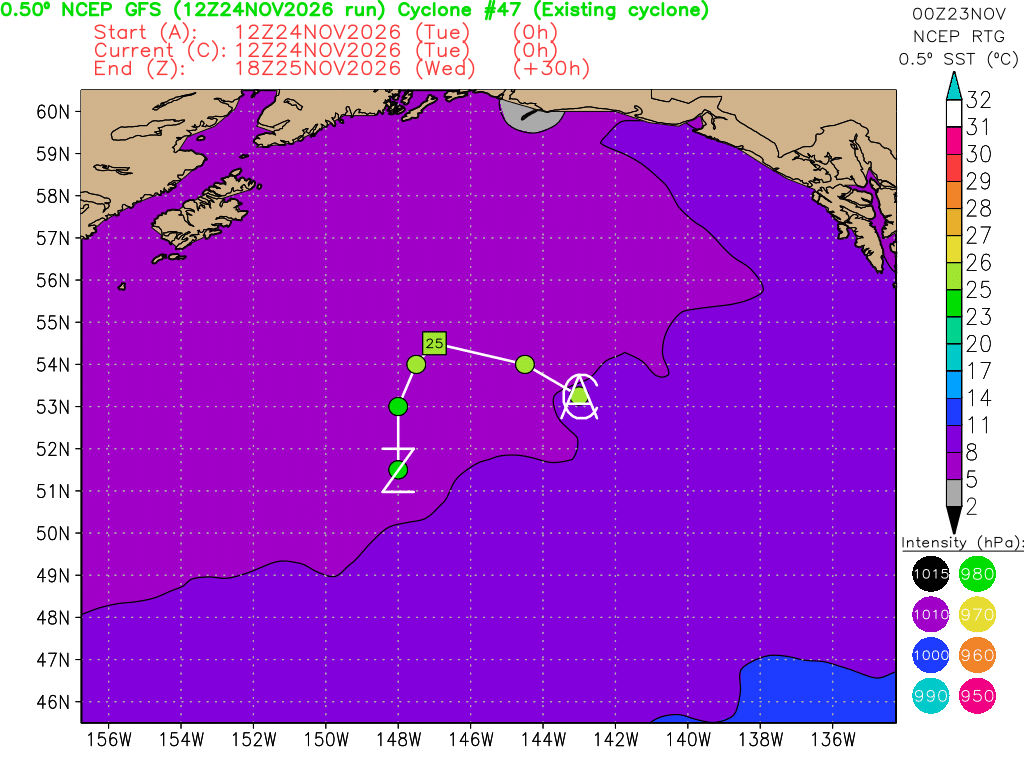 0.50º NCEP GFS (12Z24NOV2026 run) Cyclone #47 (Existing cyclone)
Start (A): 12Z24NOV2026 (Tue) (0h)
Current (C): 12Z24NOV2026 (Tue) (0h)
End (Z): 18Z25NOV2026 (Wed) (+30h)
00Z23NOV
NCEP RTG
0.5º SST (ºC)
60N
59N
58N
57N
56N
55N
54N
53N
52N
51N
50N
49N
48N
47N
46N
156W 154W 152W 150W 148W 146W 144W 142W 140W 138W 136W
25
A
C
Z
32
31
30
29
28
27
26
25
23
20
17
14
11
8
5
2
Intensity (hPa):
1015 980
1010 970
1000 960
990 950